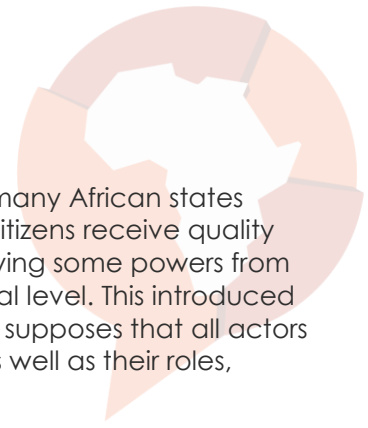 many African states
itizens receive quality
ving some powers from
al level. This introduced
supposes that all actors
s well as their roles,